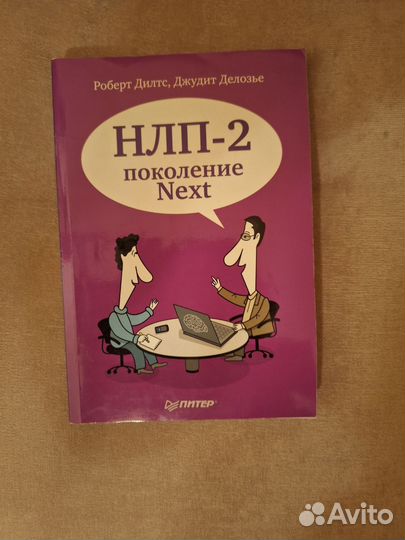 Роберт Дилтс, Джудит Делозье
НЛП-2
поколение
Next
ПИТЕР®
Avito